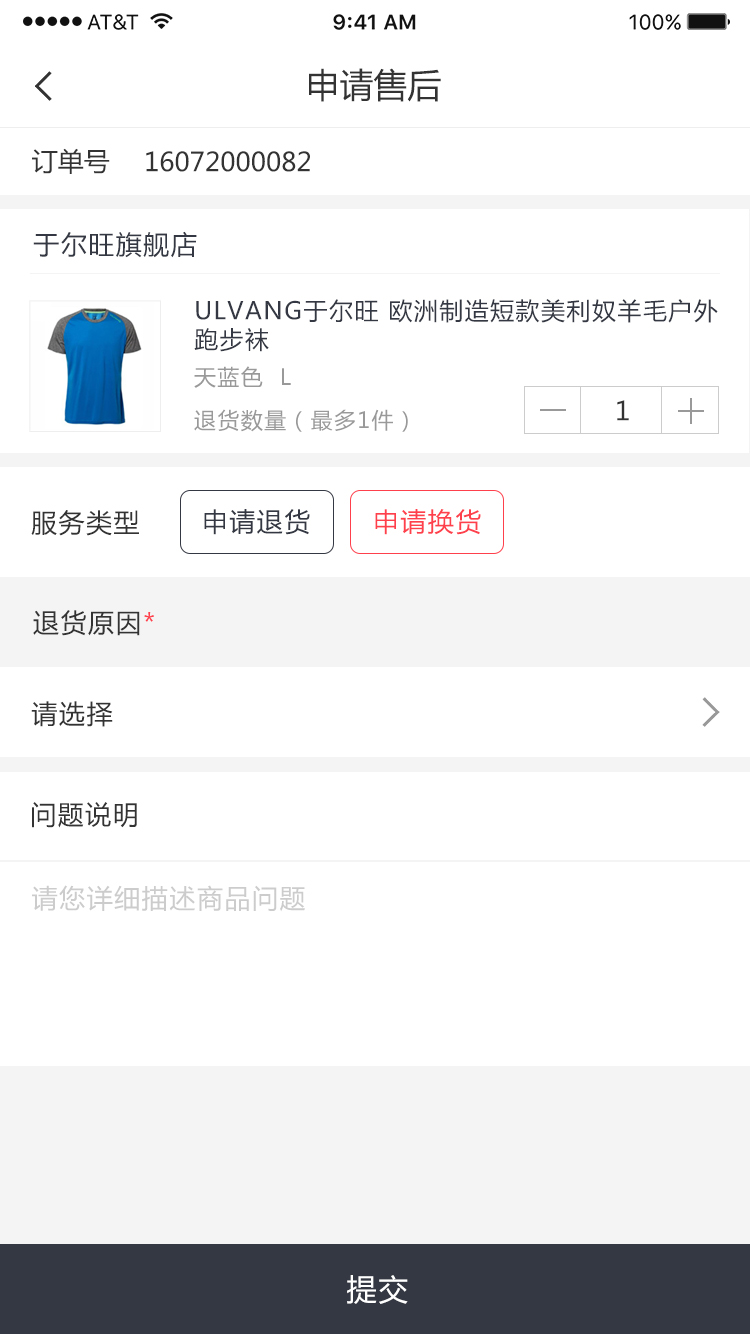 AT&T 9:41 AM 100%
申请售后
订单号 16072000082
于尔旺旗舰店
ULVANG于尔旺 欧洲制造短款美利奴羊毛户外
跑步袜
天蓝色 L
退货数量 ( 最多1件 )
1
服务类型 申请退货 申请换货
退货原因*
请选择
问题说明
请您详细描述商品问题
提交